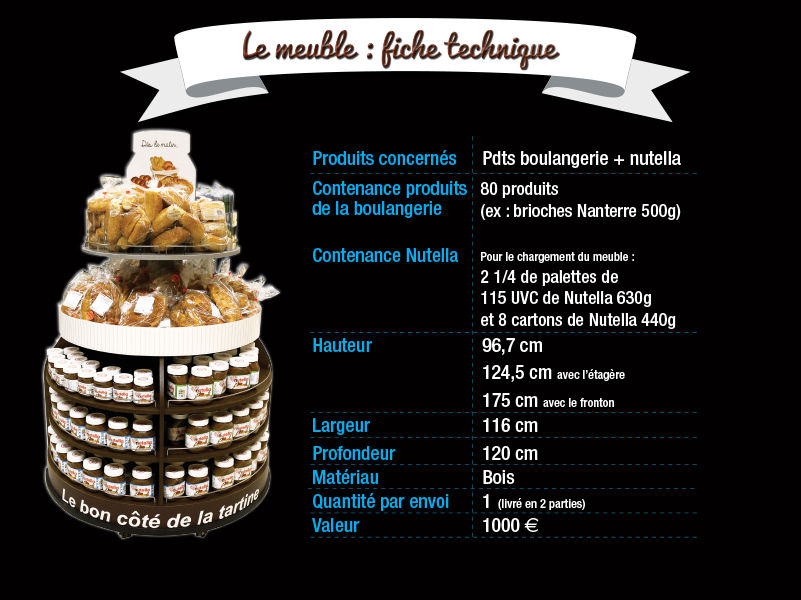 Le meuble : fiche technique
Dès le matin,
Produits concernés
Pdts boulangerie + nutella
Contenance produits
de la boulangerie
80 produits
(ex : brioches Nanterre 500g)
Contenance Nutella
Pour le chargement du meuble :
2 1/4 de palettes de
115 UVC de Nutella 630g
et 8 cartons de Nutella 440g
Hauteur
96,7 cm
124,5 cm avec l'étagère
175 cm avec le fronton
Largeur
116 cm
Profondeur
120 cm
Matériau
Bois
Quantité par envoi
1 (livré en 2 parties)
Valeur
1000 €
nutella
Le bon côté de la tartine